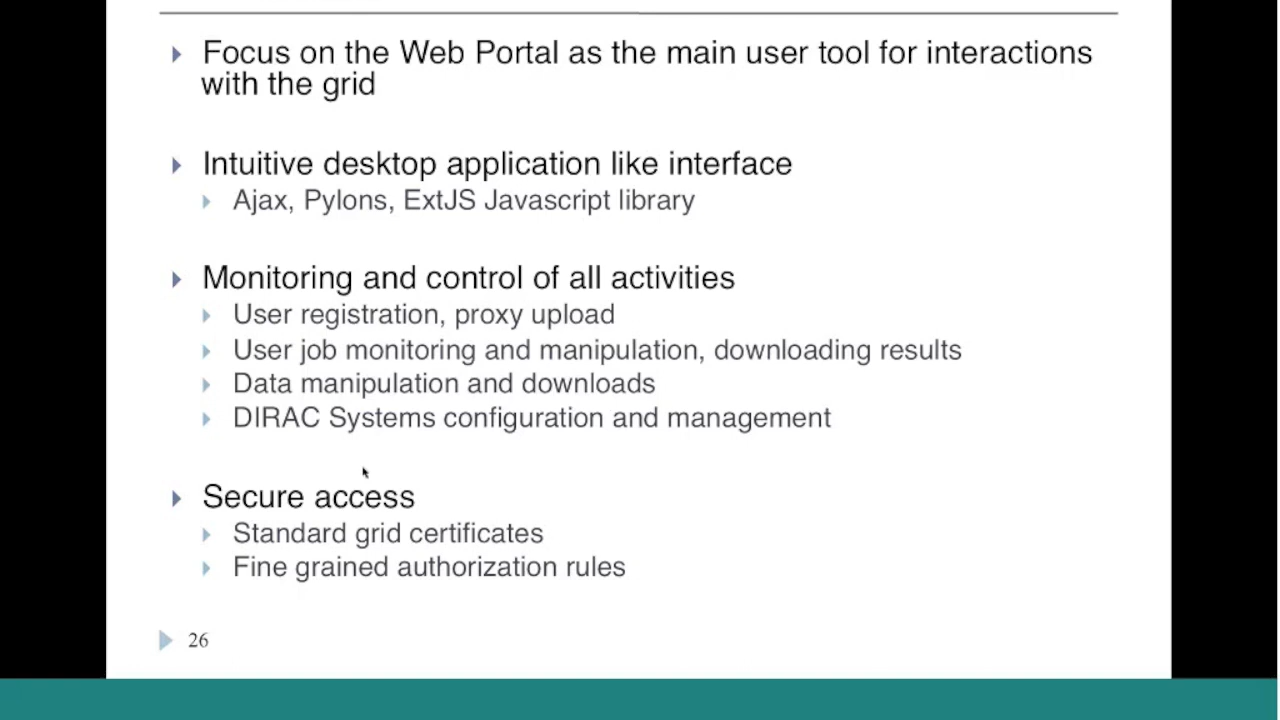 Focus on the Web Portal as the main user tool for interactions
with the grid
Intuitive desktop application like interface
Ajax, Pylons, ExtJS Javascript library
Monitoring and control of all activities
User registration, proxy upload
User job monitoring and manipulation, downloading results
Data manipulation and downloads
DIRAC Systems configuration and management
Secure access
Standard grid certificates
Fine grained authorization rules
26